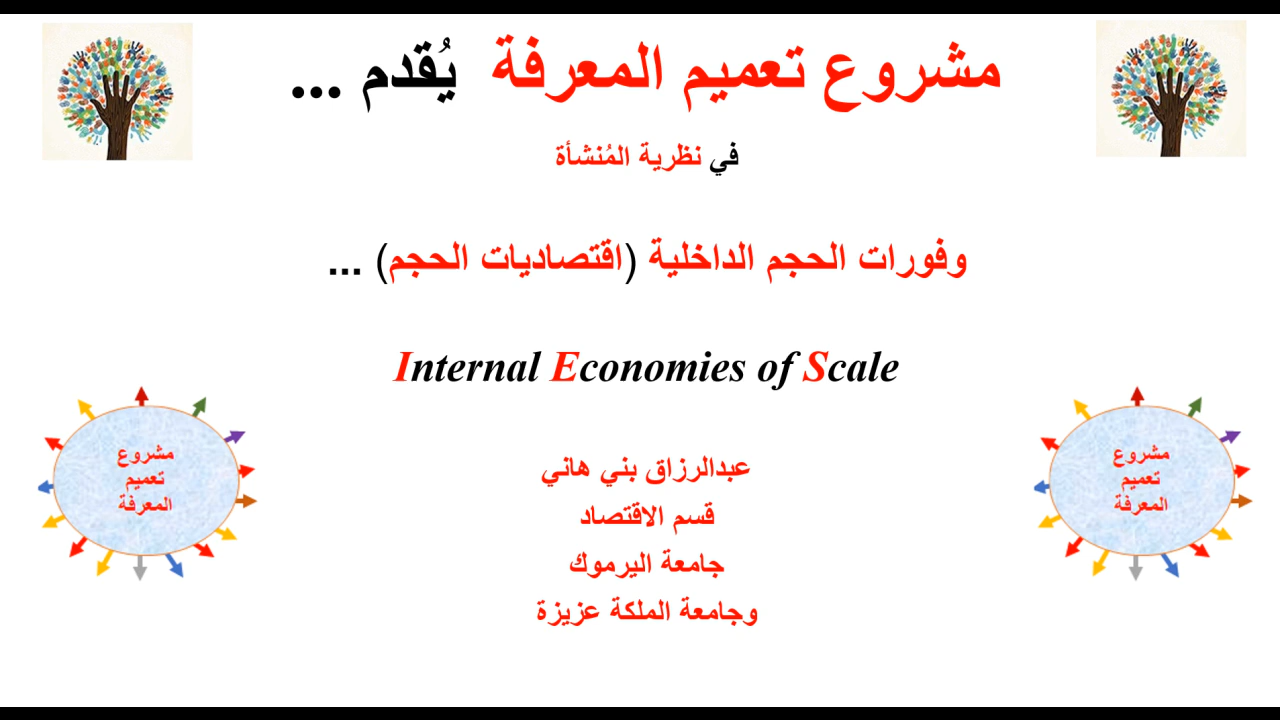 مشروع تعميم المعرفة يُقدم ...
في نظرية المُنشأة
وفورات الحجم الداخلية (اقتصاديات الحجم) ...
Internal Economies of Scale
عبدالرزاق بني هاني
قسم الاقتصاد
جامعة اليرموك
وجامعة الملكة عزيزة
مشروع
تعميم
المعرفة
مشروع
تعميم
المعرفة